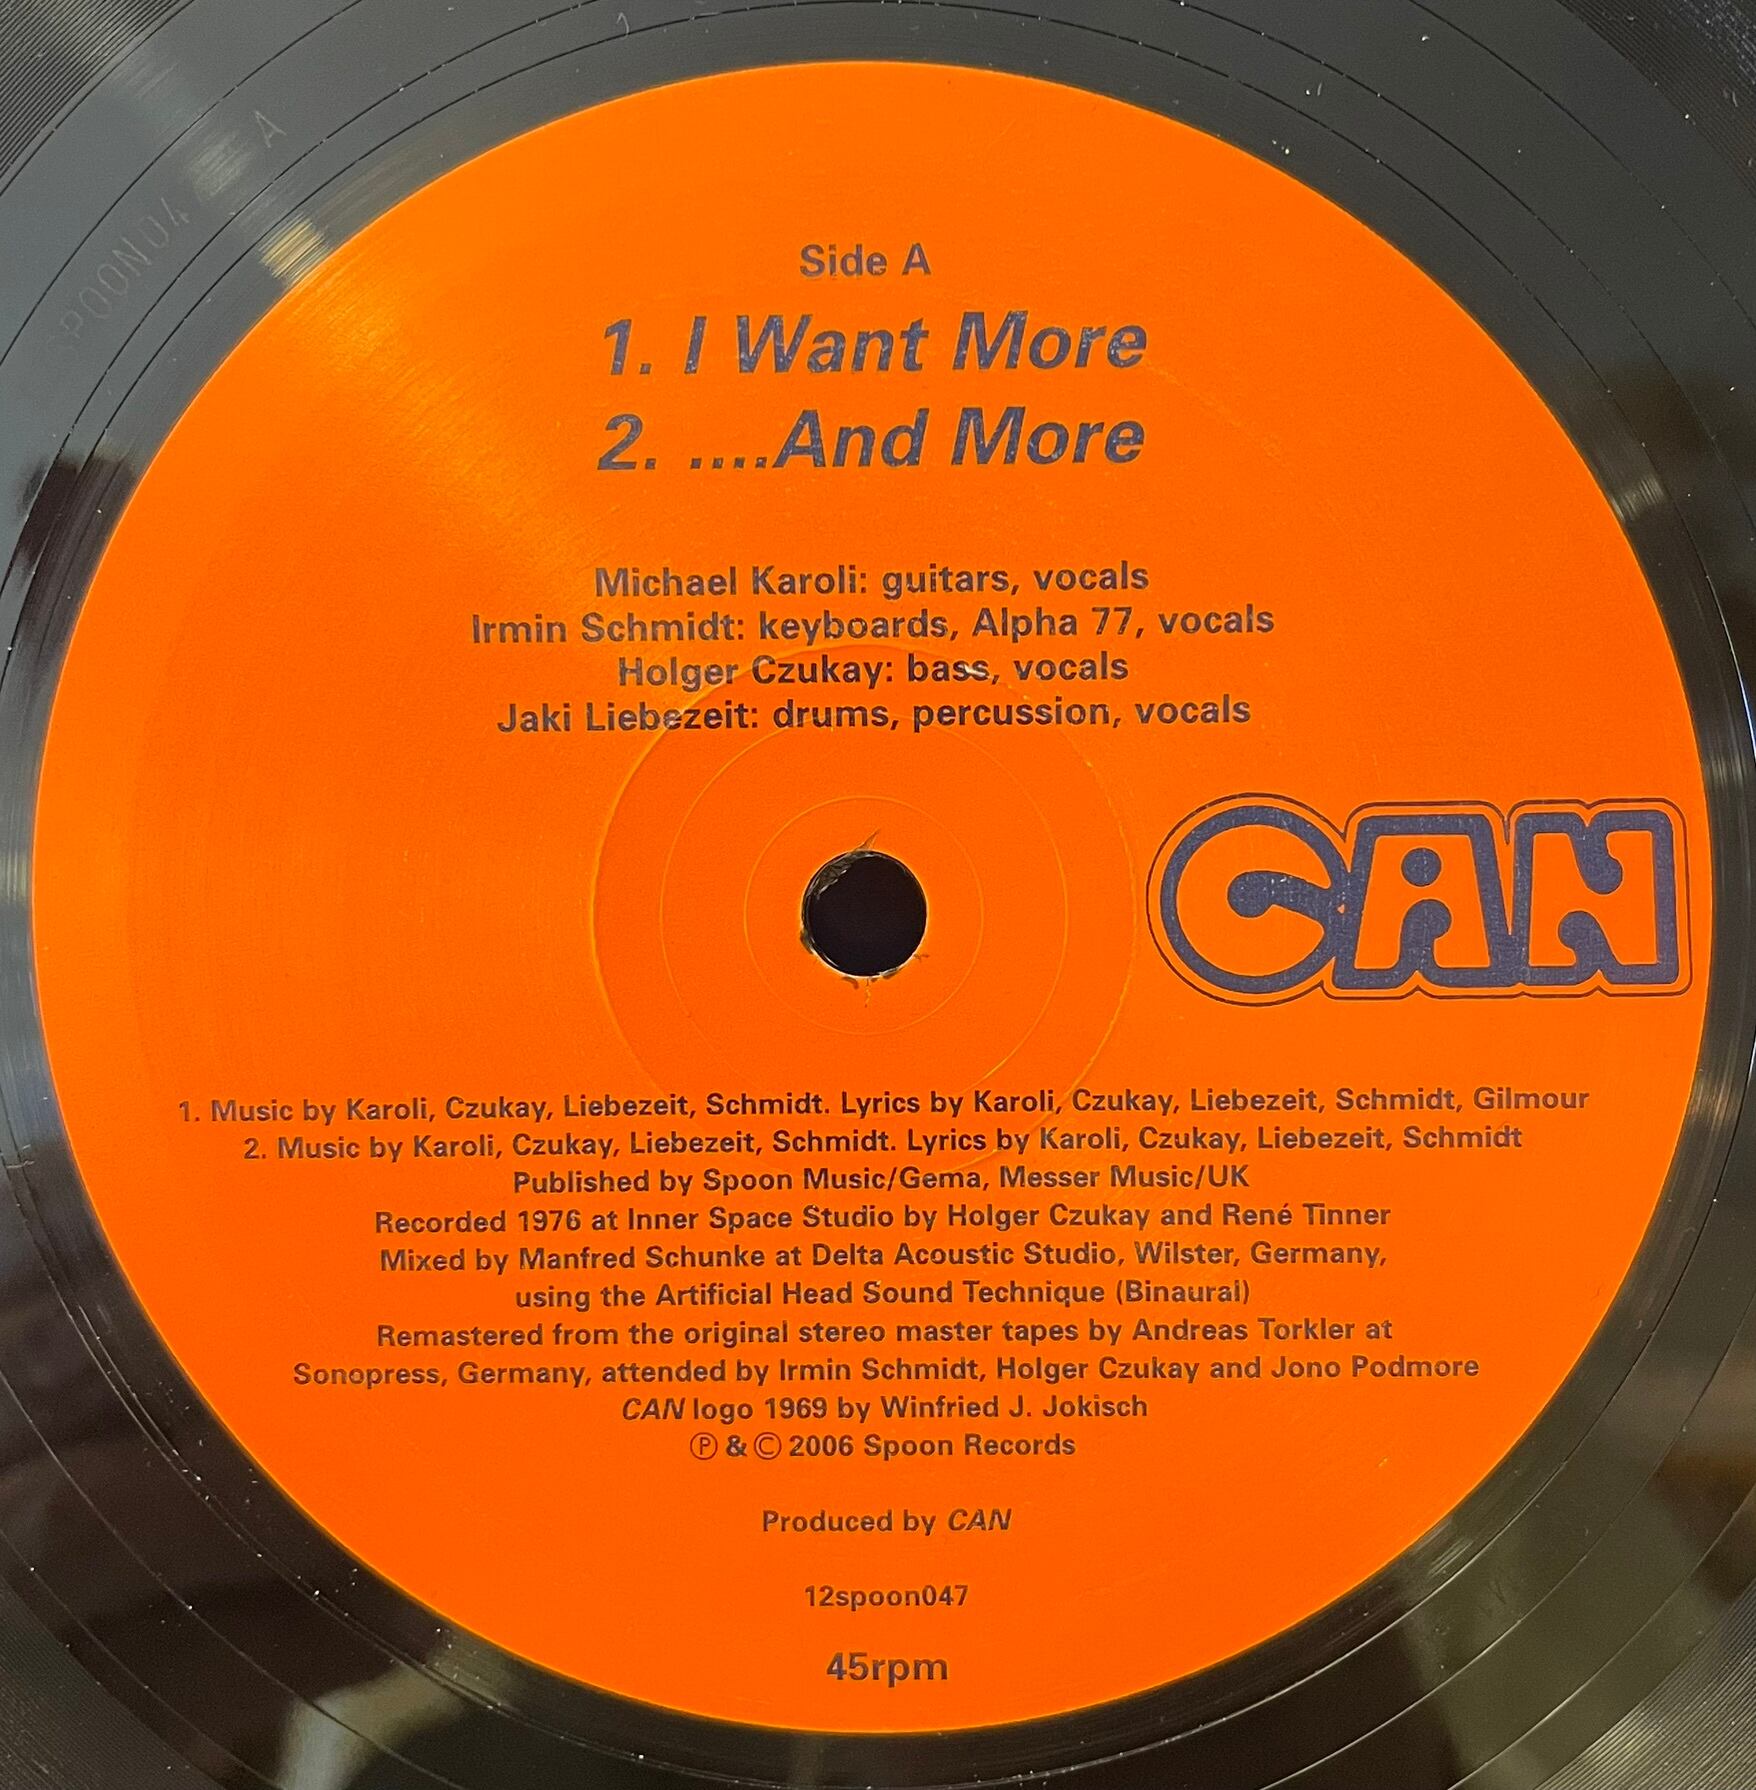 SPOON04
A
Side A
1. I Want More
2. ....And More
Michael Karoli: guitars, vocals
Irmin Schmidt: keyboards, Alpha 77, vocals
Holger Czukay: bass, vocals
Jaki Liebezeit: drums, percussion, vocals
CAN
1. Music by Karoli, Czukay, Liebezeit, Schmidt. Lyrics by Karoli, Czukay, Liebezeit, Schmidt, Gilmour
2. Music by Karoli, Czukay, Liebezeit, Schmidt. Lyrics by Karoli, Czukay, Liebezeit, Schmidt
Published by Spoon Music/Gema, Messer Music/UK
Recorded 1976 at Inner Space Studio by Holger Czukay and René Tinner
Mixed by Manfred Schunke at Delta Acoustic Studio, Wilster, Germany,
using the Artificial Head Sound Technique (Binaural)
Remastered from the original stereo master tapes by Andreas Torkler at
Sonopress, Germany, attended by Irmin Schmidt, Holger Czukay and Jono Podmore
CAN logo 1969 by Winfried J. Jokisch
Ⓟ & © 2006 Spoon Records
Produced by CAN
12spoon047
45rpm